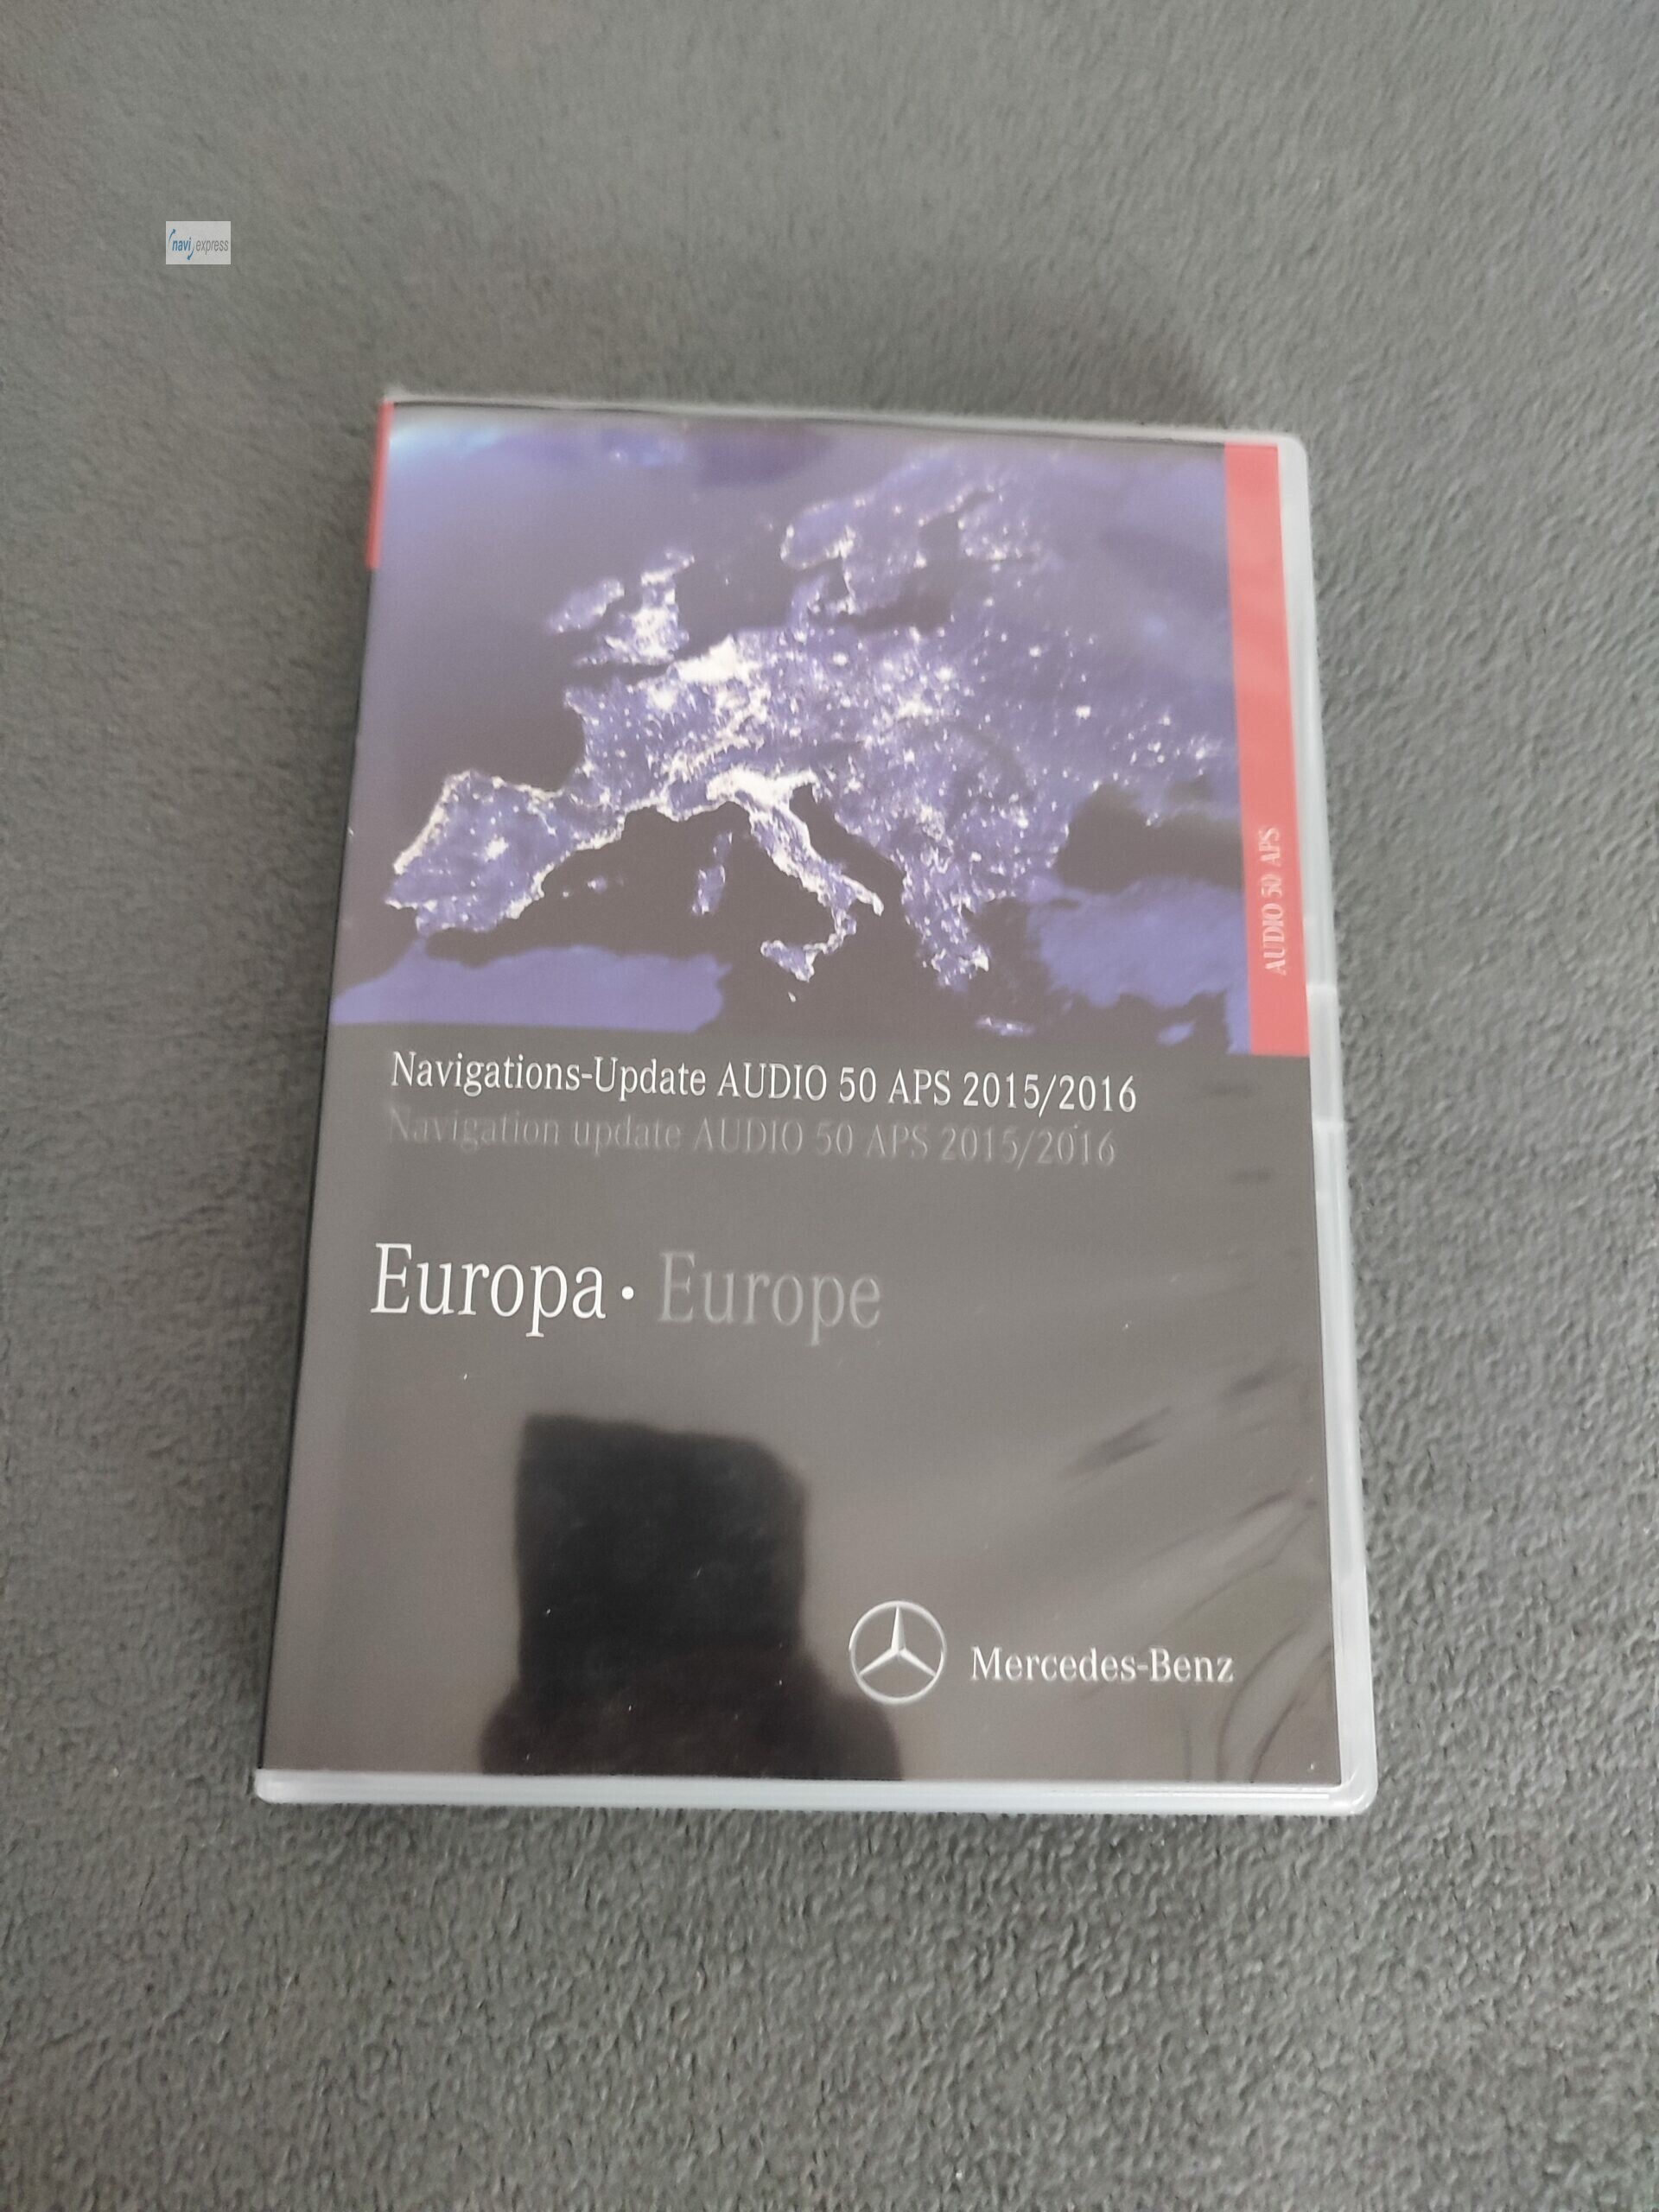 navi express
AUDIO 50 APS
Navigations-Update AUDIO 50 APS 2015/2016
Navigation update AUDIO 50 APS 2015/2016
Europa · Europe
Mercedes-Benz